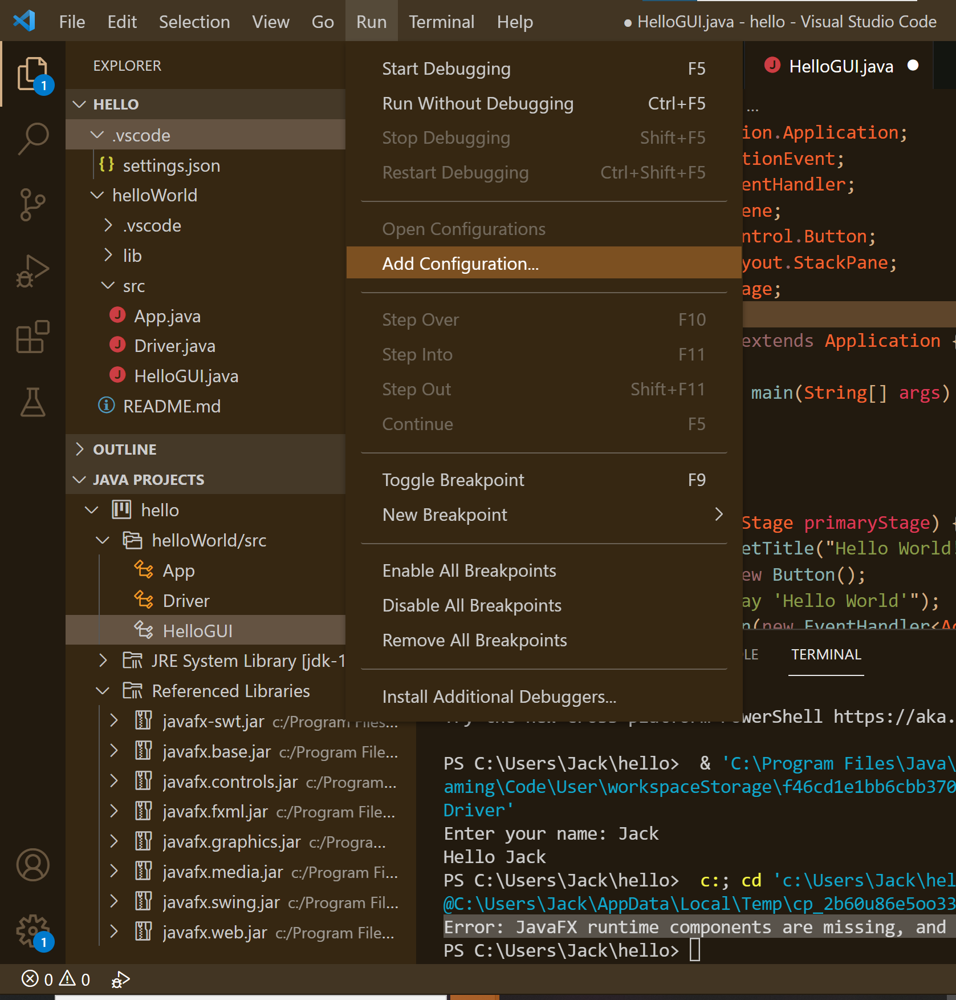 File Edit Selection View Go Run Terminal Help ● HelloGUI.java - hello - Visual Studio Code
EXPLORER
1
HELLO
.vscode
{} settings.json
helloWorld
.vscode
lib
src
J App.java
J Driver.java
J HelloGUI.java
README.md
OUTLINE
JAVA PROJECTS
hello
helloWorld/src
App
Driver
HelloGUI
JRE System Library [jdk-1
Referenced Libraries
javafx-swt.jar c:/Program Files...
javafx.base.jar c:/Program File...
javafx.controls.jar c:/Program...
javafx.fxml.jar c:/Program File...
javafx.graphics.jar c:/Progra...
javafx.media.jar c:/Program Fi...
javafx.swing.jar c:/Program Fil...
javafx.web.jar c:/Program File...
1
0 0
Start Debugging F5
Run Without Debugging Ctrl+F5
Stop Debugging Shift+F5
Restart Debugging Ctrl+Shift+F5
Open Configurations
Add Configuration...
Step Over F10
Step Into F11
Step Out Shift+F11
Continue F5
Toggle Breakpoint F9
New Breakpoint
Enable All Breakpoints
Disable All Breakpoints
Remove All Breakpoints
Install Additional Debuggers...
J HelloGUI.java
...
ion.Application;
tionEvent;
entHandler;
ene;
ntrol.Button;
yout.StackPane;
age;
extends Application {
main(String[] args)
Stage primaryStage) {
etTitle("Hello World!
ew Button();
ay 'Hello World'");
n(new EventHandler<Ac
LE TERMINAL
Try the new cross-platform PowerShell https://aka.
PS C:\Users\Jack\hello> & 'C:\Program Files\Java\
aming\Code\User\workspaceStorage\f46cd1e1bb6cbb370
Driver'
Enter your name: Jack
Hello Jack
PS C:\Users\Jack\hello> c:; cd 'c:\Users\Jack\hel
@C:\Users\Jack\AppData\Local\Temp\cp_2b60u86e5oo33
Error: JavaFX runtime components are missing, and
PS C:\Users\Jack\hello>